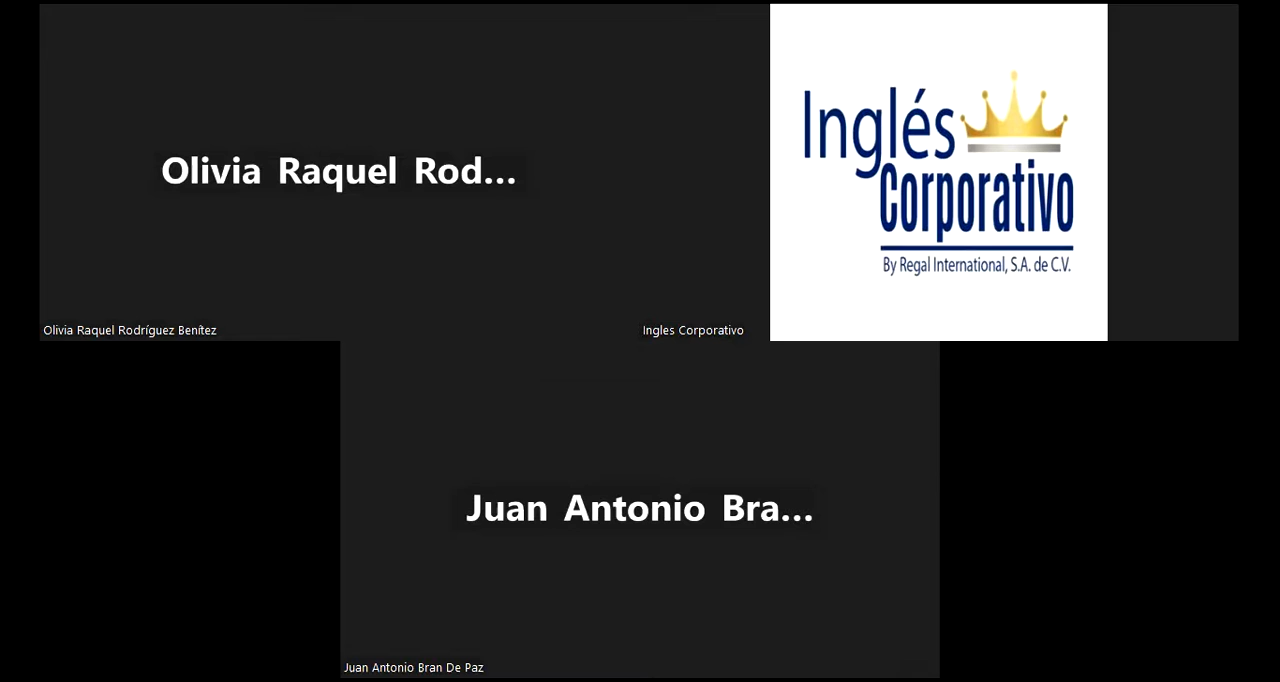 Olivia Raquel Rod...
Olivia Raquel Rodríguez Benítez
Inglés
Corporativo
By Regal International, S.A. de C.V.
Ingles Corporativo
Juan Antonio Bra...
Juan Antonio Bran De Paz